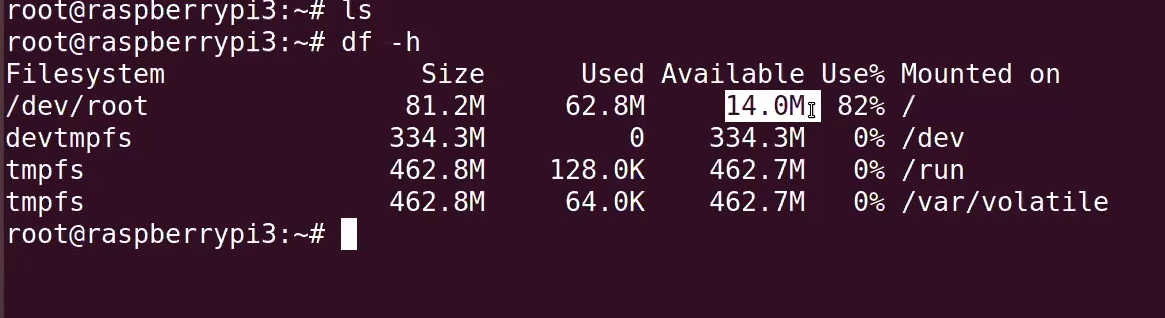 root@raspberrypi3:~# ls
root@raspberrypi3:~# df -h
Filesystem Size Used Available Use% Mounted on
/dev/root 81.2M 62.8M 14.0M 82% /
devtmpfs 334.3M 0 334.3M 0% /dev
tmpfs 462.8M 128.0K 462.7M 0% /run
tmpfs 462.8M 64.0K 462.7M 0% /var/volatile
root@raspberrypi3:~#